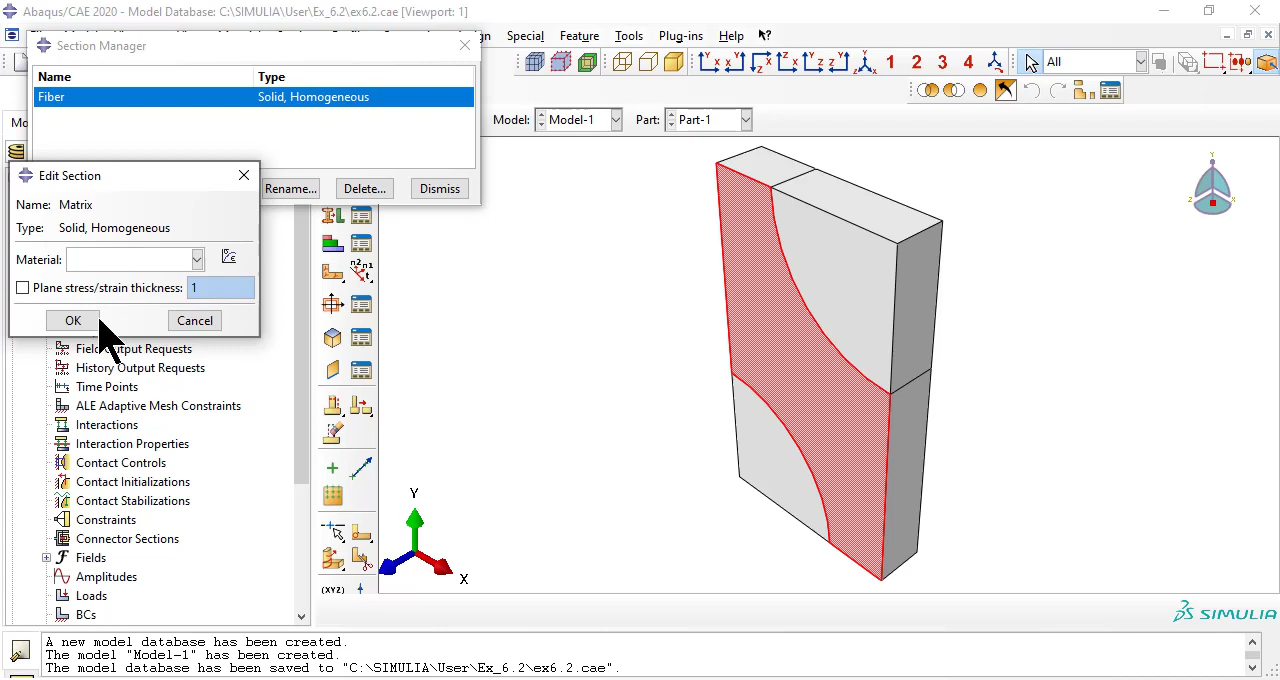 Abaqus/CAE 2020 - Model Database: C:\SIMULIA\User\Ex_6.2\ex6.2.cae [Viewport: 1]
Special Feature Tools Plug-ins Help
Section Manager
Name Type
Fiber Solid, Homogeneous
Rename... Delete... Dismiss
All
1 2 3 4
Model: Model-1 Part: Part-1
Edit Section
Name: Matrix
Type: Solid, Homogeneous
Material:
Plane stress/strain thickness: 1
OK Cancel
Field Output Requests
History Output Requests
Time Points
ALE Adaptive Mesh Constraints
Interactions
Interaction Properties
Contact Controls
Contact Initializations
Contact Stabilizations
Constraints
Connector Sections
Fields
Amplitudes
Loads
BCs
(XYZ)
Y
X
Y
Z X
SIMULIA
A new model database has been created.
The model "Model-1" has been created.
The model database has been saved to "C:\SIMULIA\User\Ex_6.2\ex6.2.cae".